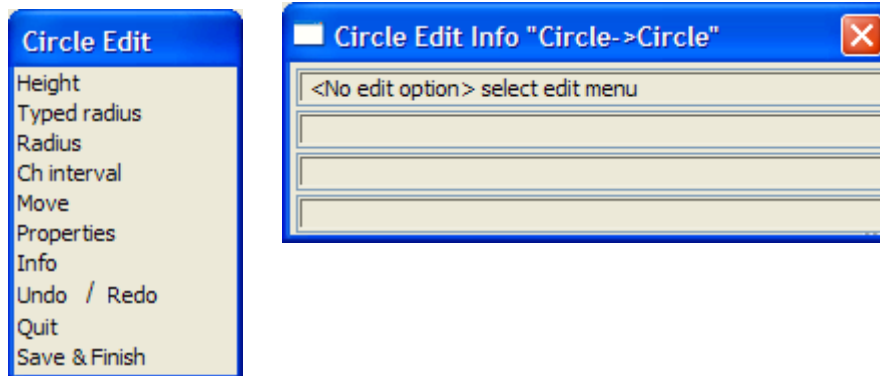 Circle Edit
Height
Typed radius
Radius
Ch interval
Move
Properties
Info
Undo / Redo
Quit
Save & Finish
Circle Edit Info "Circle->Circle"
<No edit option> select edit menu